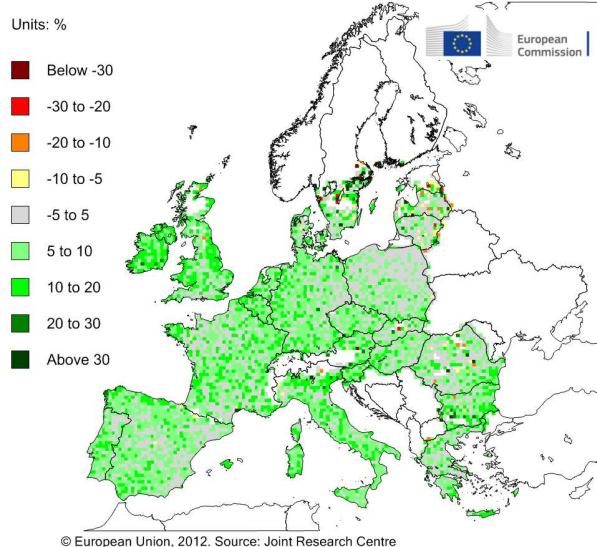 Units: %
Below -30
-30 to -20
-20 to -10
-10 to -5
-5 to 5
5 to 10
10 to 20
20 to 30
Above 30
European
Commission
© European Union, 2012. Source: Joint Research Centre